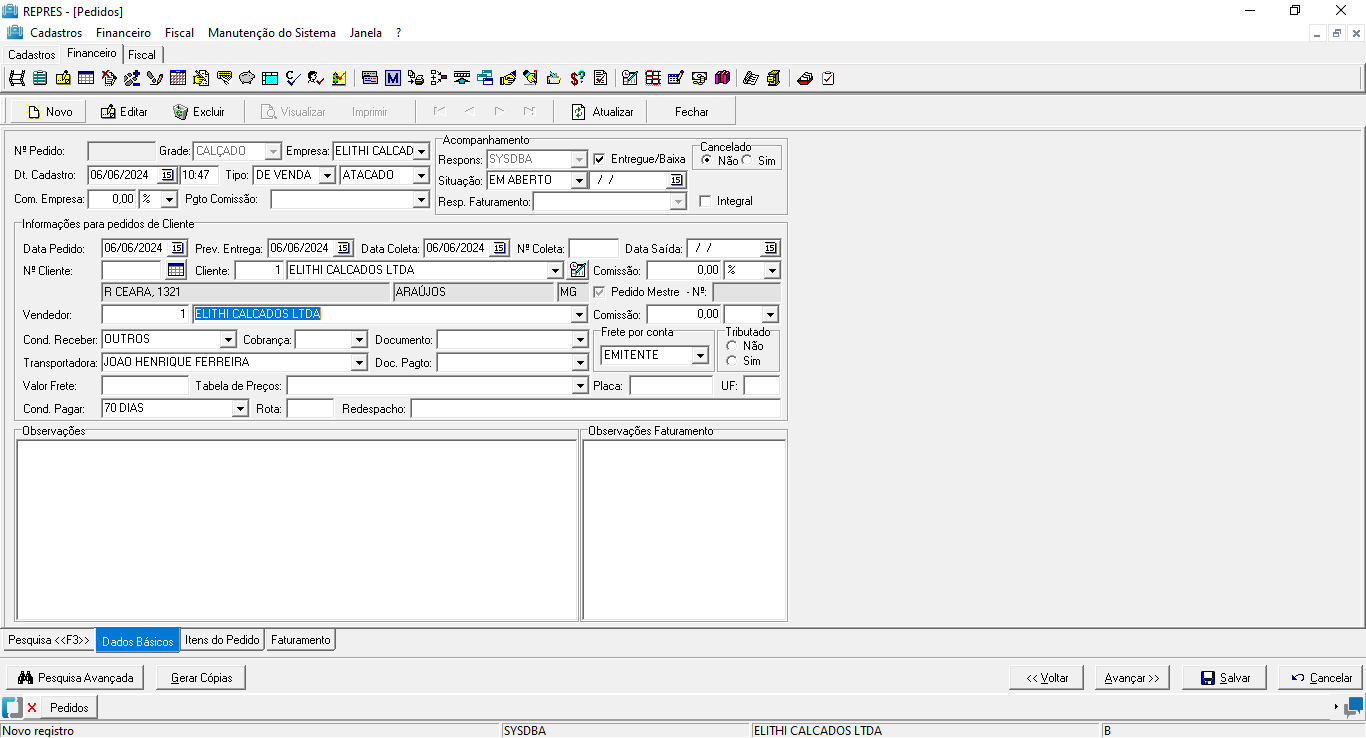 REPRES - [Pedidos]
Cadastros Financeiro Fiscal Manutenção do Sistema Janela ?
Cadastros Financeiro Fiscal
Novo Editar Excluir Visualizar Imprimir Atualizar Fechar
Acompanhamento
Nº Pedido: Grade: CALÇADO Empresa: ELITHI CALCAD Respons: SYSDBA Entregue/Baixa Cancelado Não Sim
Dt. Cadastro: 06/06/2024 15 10:47 Tipo: DE VENDA ATACADO Situação: EM ABERTO / / 15
Com. Empresa: 0,00 % Pgto Comissão: Resp. Faturamento: Integral
Informações para pedidos de Cliente
Data Pedido: 06/06/2024 15 Prev. Entrega: 06/06/2024 15 Data Coleta: 06/06/2024 15 Nº Coleta: Data Saída: / / 15
Nº Cliente: Cliente: 1 ELITHI CALCADOS LTDA Comissão: 0,00 %
R CEARA, 1321 ARAÚJOS MG Pedido Mestre - Nº:
Vendedor: 1 ELITHI CALCADOS LTDA Comissão: 0,00
Cond. Receber: OUTROS Cobrança: Documento: Frete por conta EMITENTE Tributado Não Sim
Transportadora: JOAO HENRIQUE FERREIRA Doc. Pagto:
Valor Frete: Tabela de Preços: Placa: UF:
Cond. Pagar: 70 DIAS Rota: Redespacho:
Observações Observações Faturamento
Pesquisa <<F3>> Dados Básicos Itens do Pedido Faturamento
Pesquisa Avançada Gerar Cópias << Voltar Avançar >> Salvar Cancelar
Pedidos
Novo registro SYSDBA ELITHI CALCADOS LTDA B